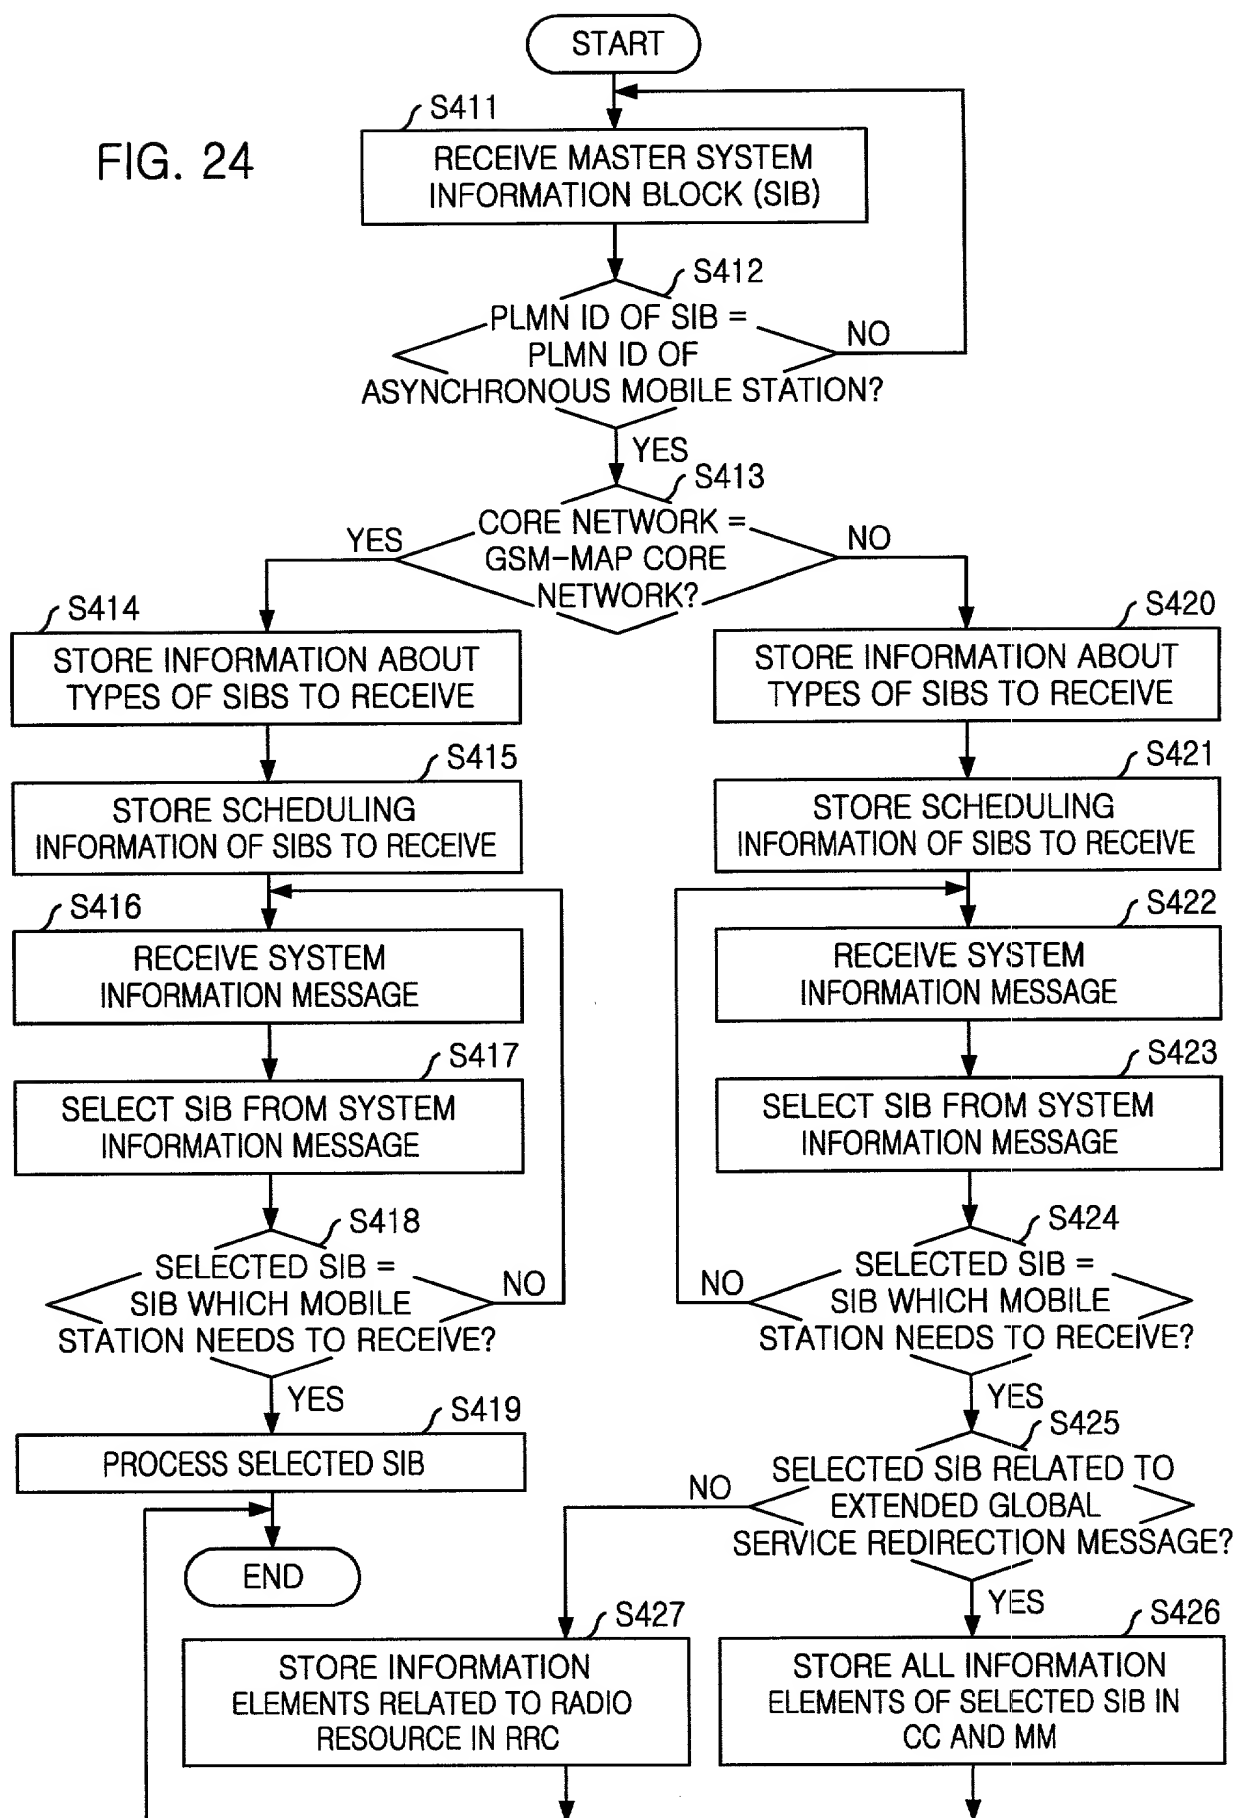 START
S411
FIG. 24
RECEIVE MASTER SYSTEM
INFORMATION BLOCK (SIB)
S412
PLMN ID OF SIB =
PLMN ID OF
ASYNCHRONOUS MOBILE STATION?
NO
YES
S413
CORE NETWORK =
GSM-MAP CORE
NETWORK?
YES
NO
S414
STORE INFORMATION ABOUT
TYPES OF SIBS TO RECEIVE
S415
STORE SCHEDULING
INFORMATION OF SIBS TO RECEIVE
S416
RECEIVE SYSTEM
INFORMATION MESSAGE
S417
SELECT SIB FROM SYSTEM
INFORMATION MESSAGE
S418
SELECTED SIB =
SIB WHICH MOBILE
STATION NEEDS TO RECEIVE?
NO
YES
S419
PROCESS SELECTED SIB
END
S420
STORE INFORMATION ABOUT
TYPES OF SIBS TO RECEIVE
S421
STORE SCHEDULING
INFORMATION OF SIBS TO RECEIVE
S422
RECEIVE SYSTEM
INFORMATION MESSAGE
S423
SELECT SIB FROM SYSTEM
INFORMATION MESSAGE
S424
SELECTED SIB =
SIB WHICH MOBILE
STATION NEEDS TO RECEIVE?
NO
YES
S425
SELECTED SIB RELATED TO
EXTENDED GLOBAL
SERVICE REDIRECTION MESSAGE?
NO
YES
S427
STORE INFORMATION
ELEMENTS RELATED TO RADIO
RESOURCE IN RRC
S426
STORE ALL INFORMATION
ELEMENTS OF SELECTED SIB IN
CC AND MM